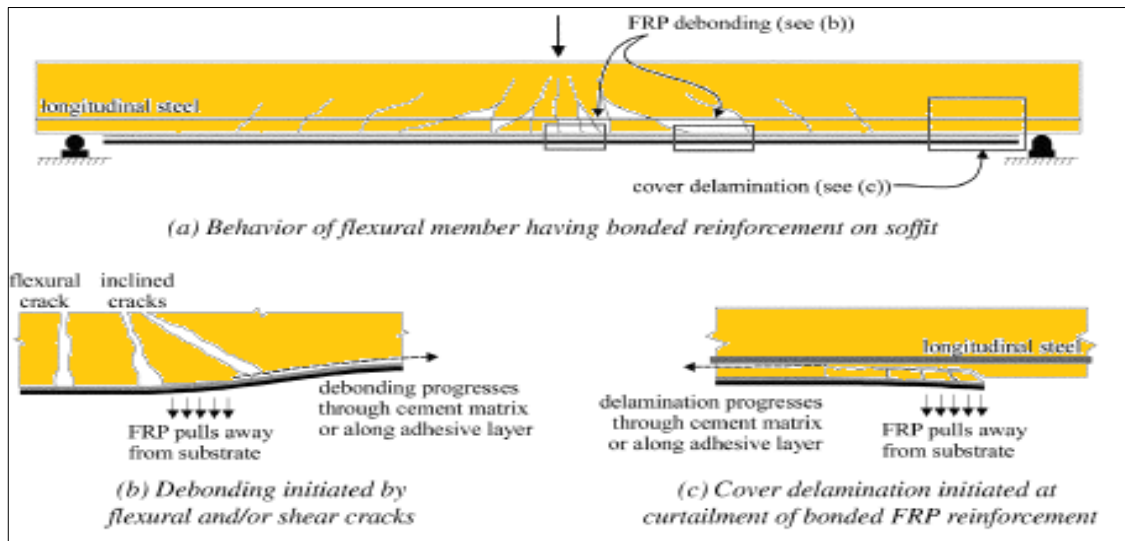 FRP debonding (see (b))
longitudinal steel
cover delamination (see (c))
(a) Behavior of flexural member having bonded reinforcement on soffit
flexural
crack
inclined
cracks
debonding progresses
through cement matrix
or along adhesive layer
FRP pulls away
from substrate
(b) Debonding initiated by
flexural and/or shear cracks
longitudinal steel
delamination progresses
through cement matrix
or along adhesive layer
FRP pulls away
from substrate
(c) Cover delamination initiated at
curtailment of bonded FRP reinforcement